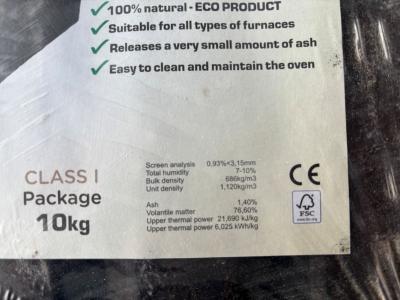 100% natural - ECO PRODUCT
Suitable for all types of furnaces
Releases a very small amount of ash
Easy to clean and maintain the oven
CLASS I
Package
10kg
Screen analysis 0,93%<3,15mm
Total humidity 7-10%
Bulk density 686kg/m3
Unit density 1,120kg/m3
Ash 1,40%
Volantile matter 76,60%
Upper thermal power 21,690 kJ/kg
Upper thermal power 6,025 kWh/kg
CE
FSC